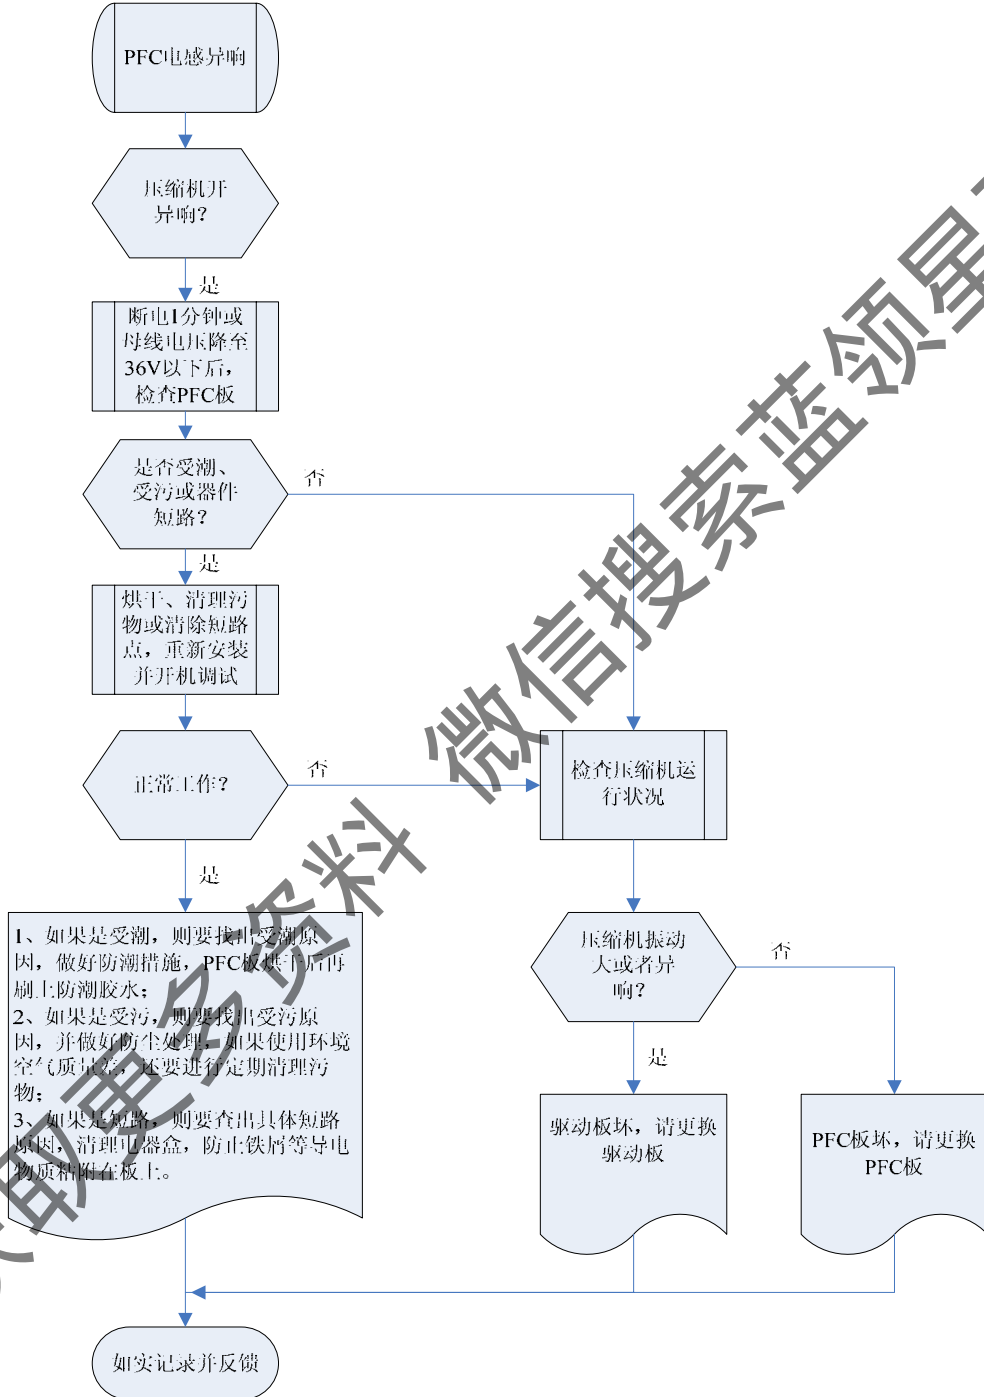 PFC电感异响
压缩机开
异响?
是
断电1分钟或
母线电压降至
36V以下后，
检查PFC板
是否受潮、
受污或器件
短路?
否
是
烘干、清理污
物或清除短路
点，重新安装
并开机调试
正常工作?
否
检查压缩机运
行状况
是
1、如果是受潮，则要找出受潮原
因，做好防潮措施，PFC板烘干后再
刷上防潮胶水；
2、如果是受污，则要找出受污原
因，并做好防尘处理，如果使用环境
空气质量差，还要进行定期清理污
物；
3、如果是短路，则要查出具体短路
原因，清理电器盒，防止铁屑等导电
物质粘附在板上。
压缩机振动
大或者异
响?
否
是
驱动板坏，请更换
驱动板
PFC板坏，请更换
PFC板
如实记录并反馈
取更多资料 微信搜索蓝领星